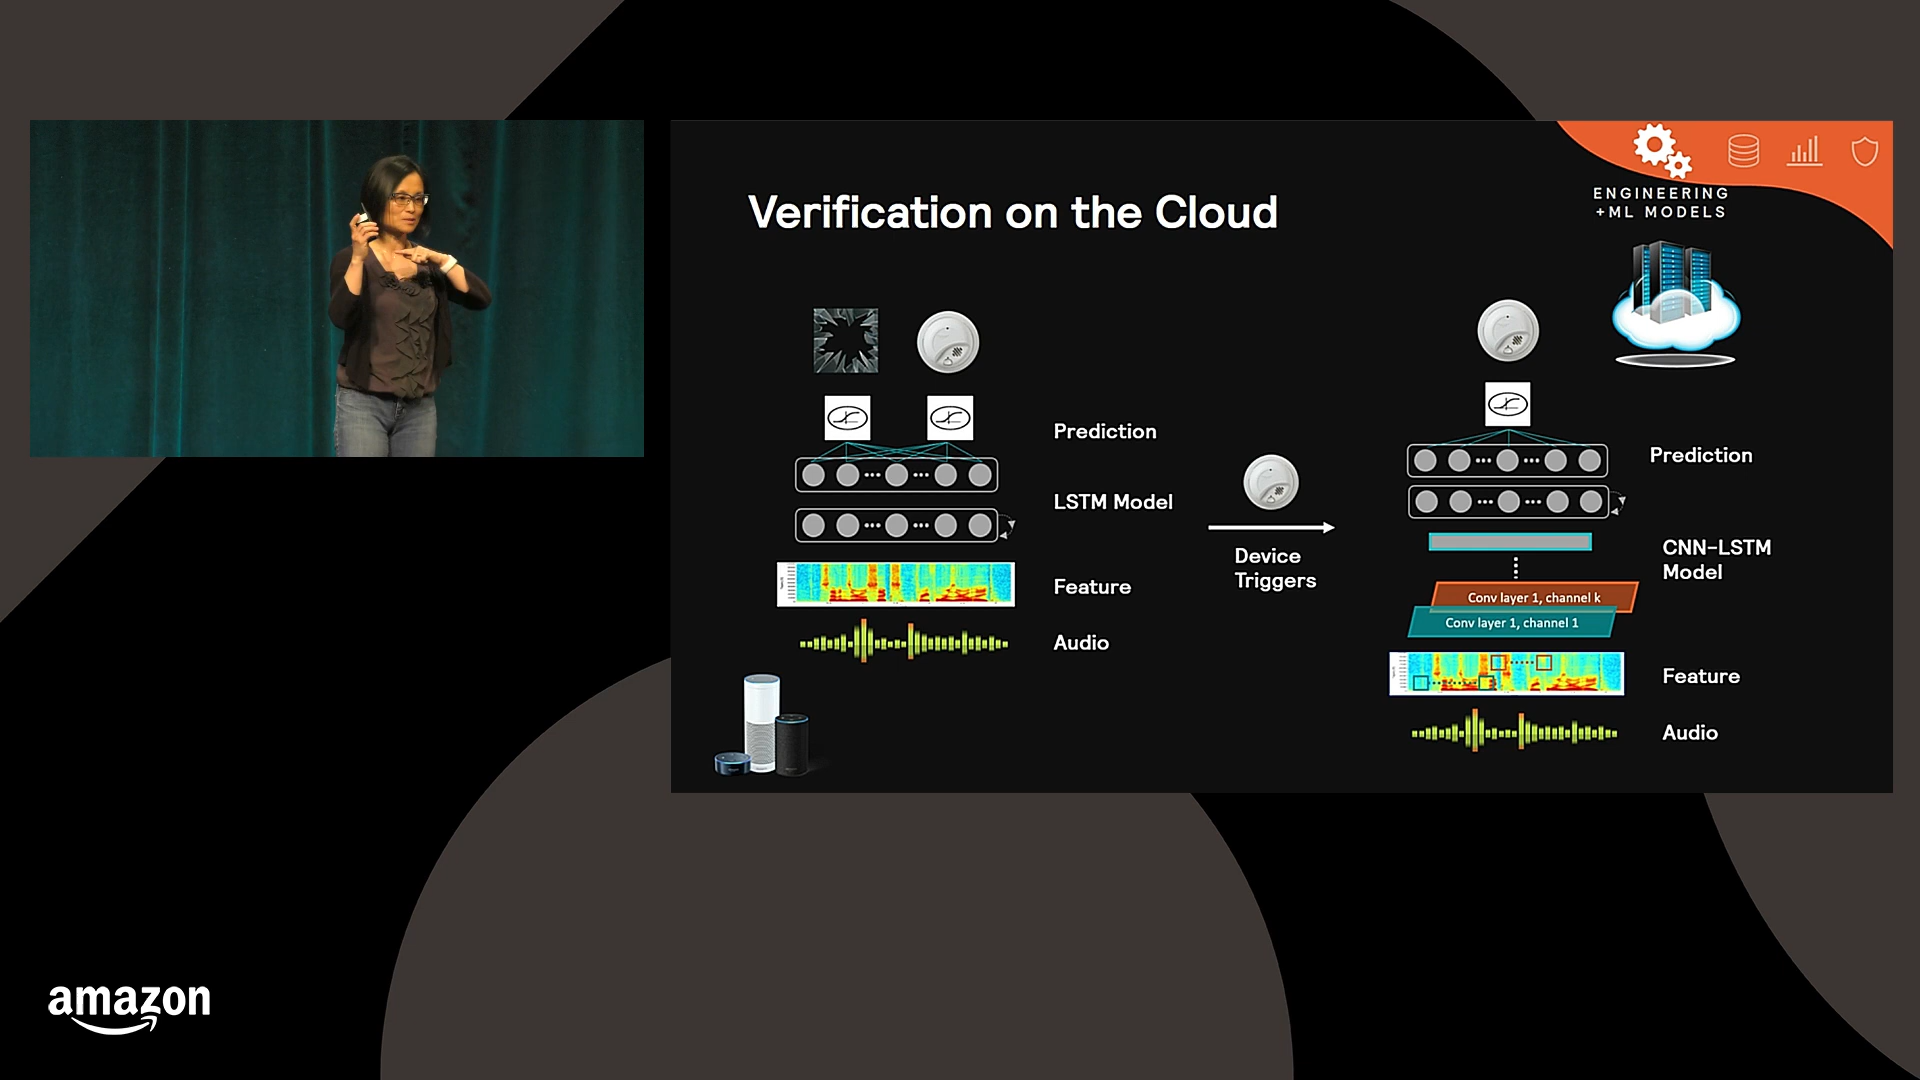 ENGINEERING
+ML MODELS
Verification on the Cloud
Prediction
LSTM Model
Feature
Audio
Device
Triggers
Prediction
CNN-LSTM
Model
Conv layer 1, channel k
Conv layer 1, channel 1
Feature
Audio
amazon